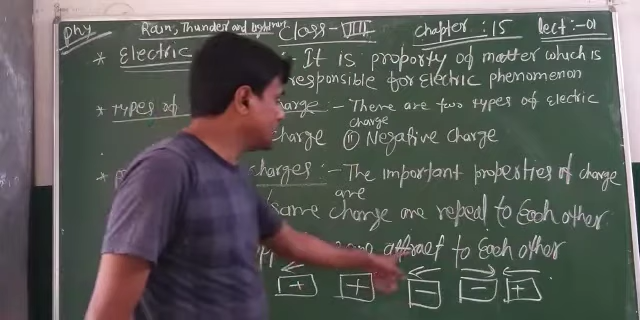 phy Rain, Thunder and lightning Class-VIII chapter :15 lect:-01
* Electric :- It is property of matter which is
responsible for Electric phenomenon
* Types of charge :- There are two types of electric
charge
charge (ii) Negative charge
* charges :- The important properties of charge
are
same charge are repeal to Each other
attract to Each other
+ + - - +